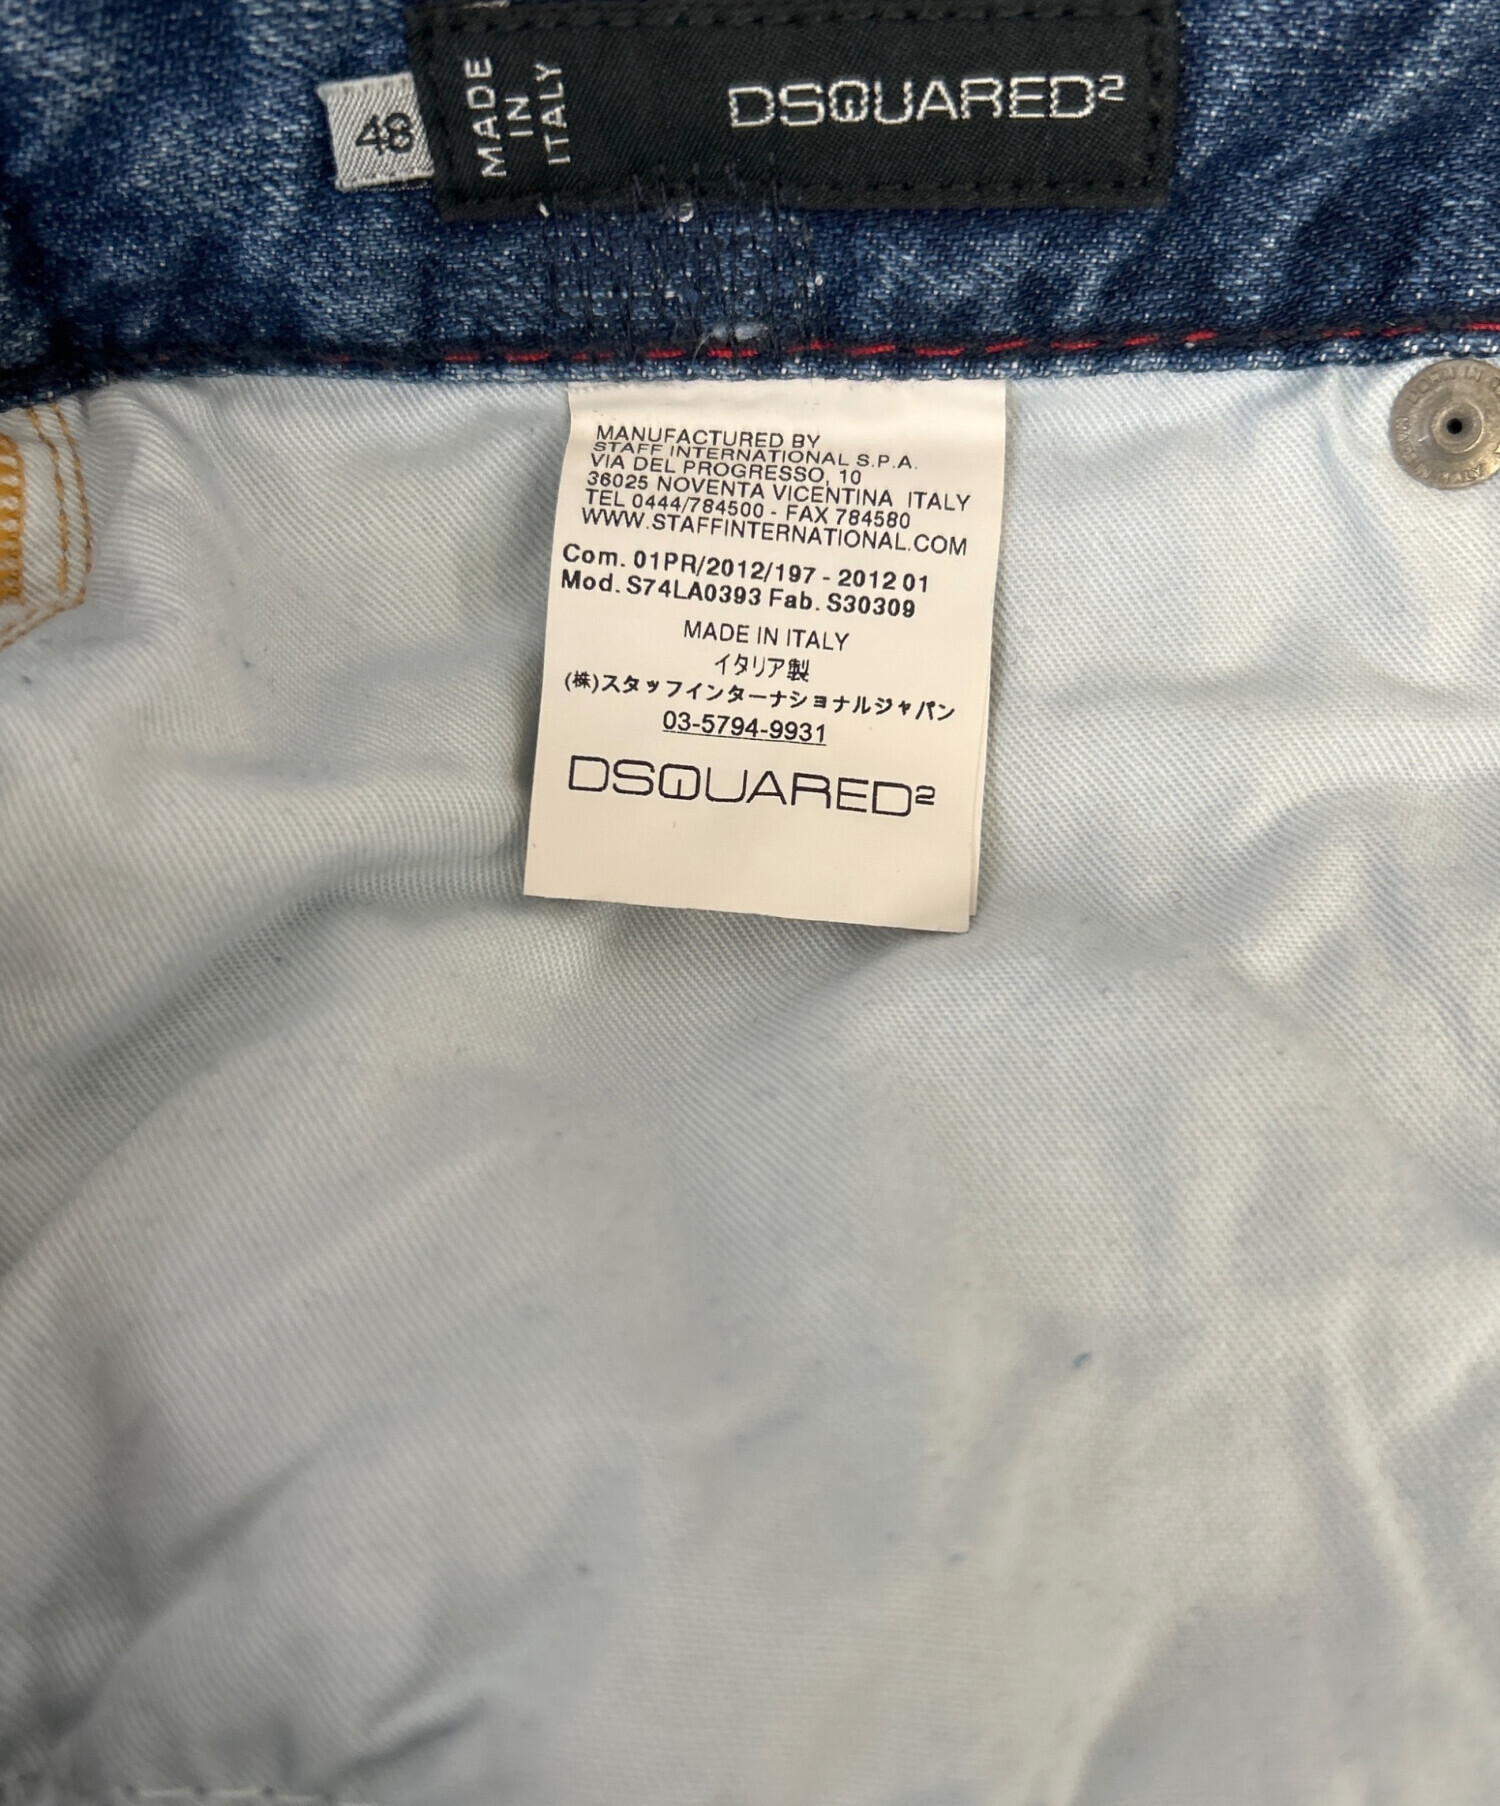 48
MADE
IN
ITALY
DSQUARED2
MANUFACTURED BY
STAFF INTERNATIONAL S.P.A.
VIA DEL PROGRESSO, 10
36025 NOVENTA VICENTINA ITALY
TEL 0444/784500 - FAX 784580
WWW.STAFFINTERNATIONAL.COM
Com. 01PR/2012/197 - 2012 01
Mod. S74LA0393 Fab. S30309
MADE IN ITALY
イタリア製
(株)スタッフインターナショナルジャパン
03-5794-9931
DSQUARED2